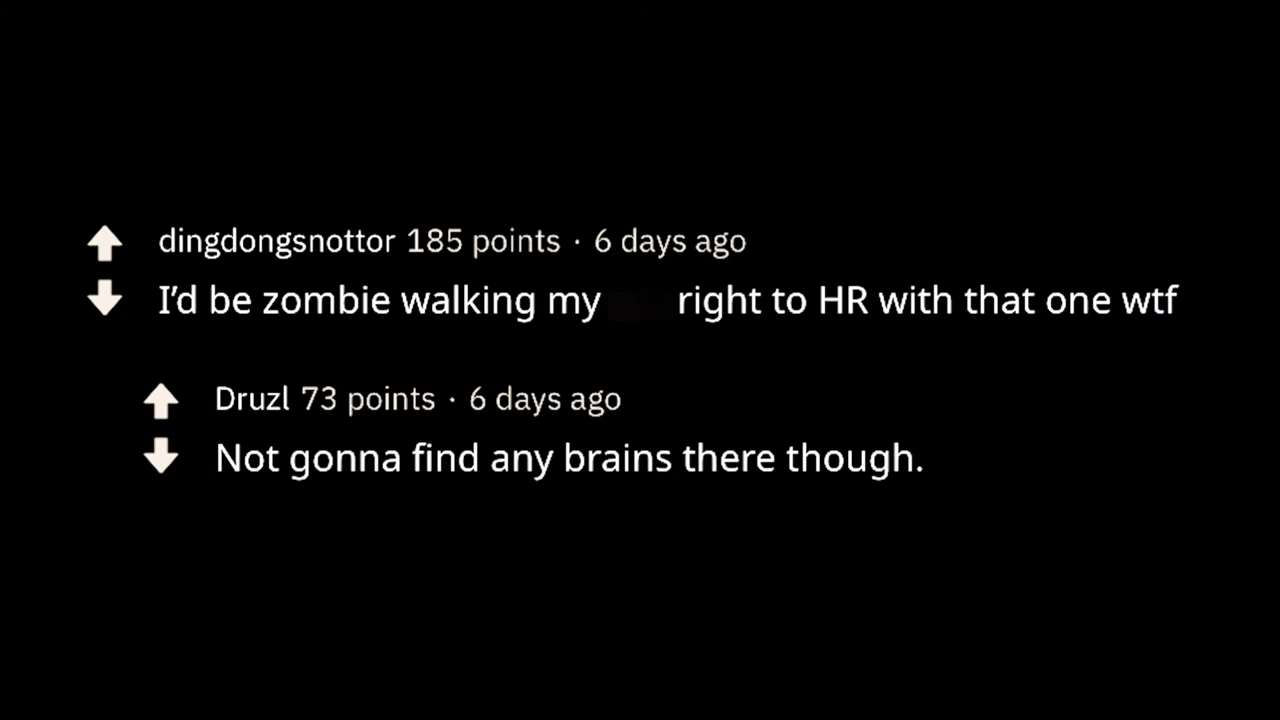 dingdongsnottor 185 points · 6 days ago
I’d be zombie walking my right to HR with that one wtf
Druzl 73 points · 6 days ago
Not gonna find any brains there though.